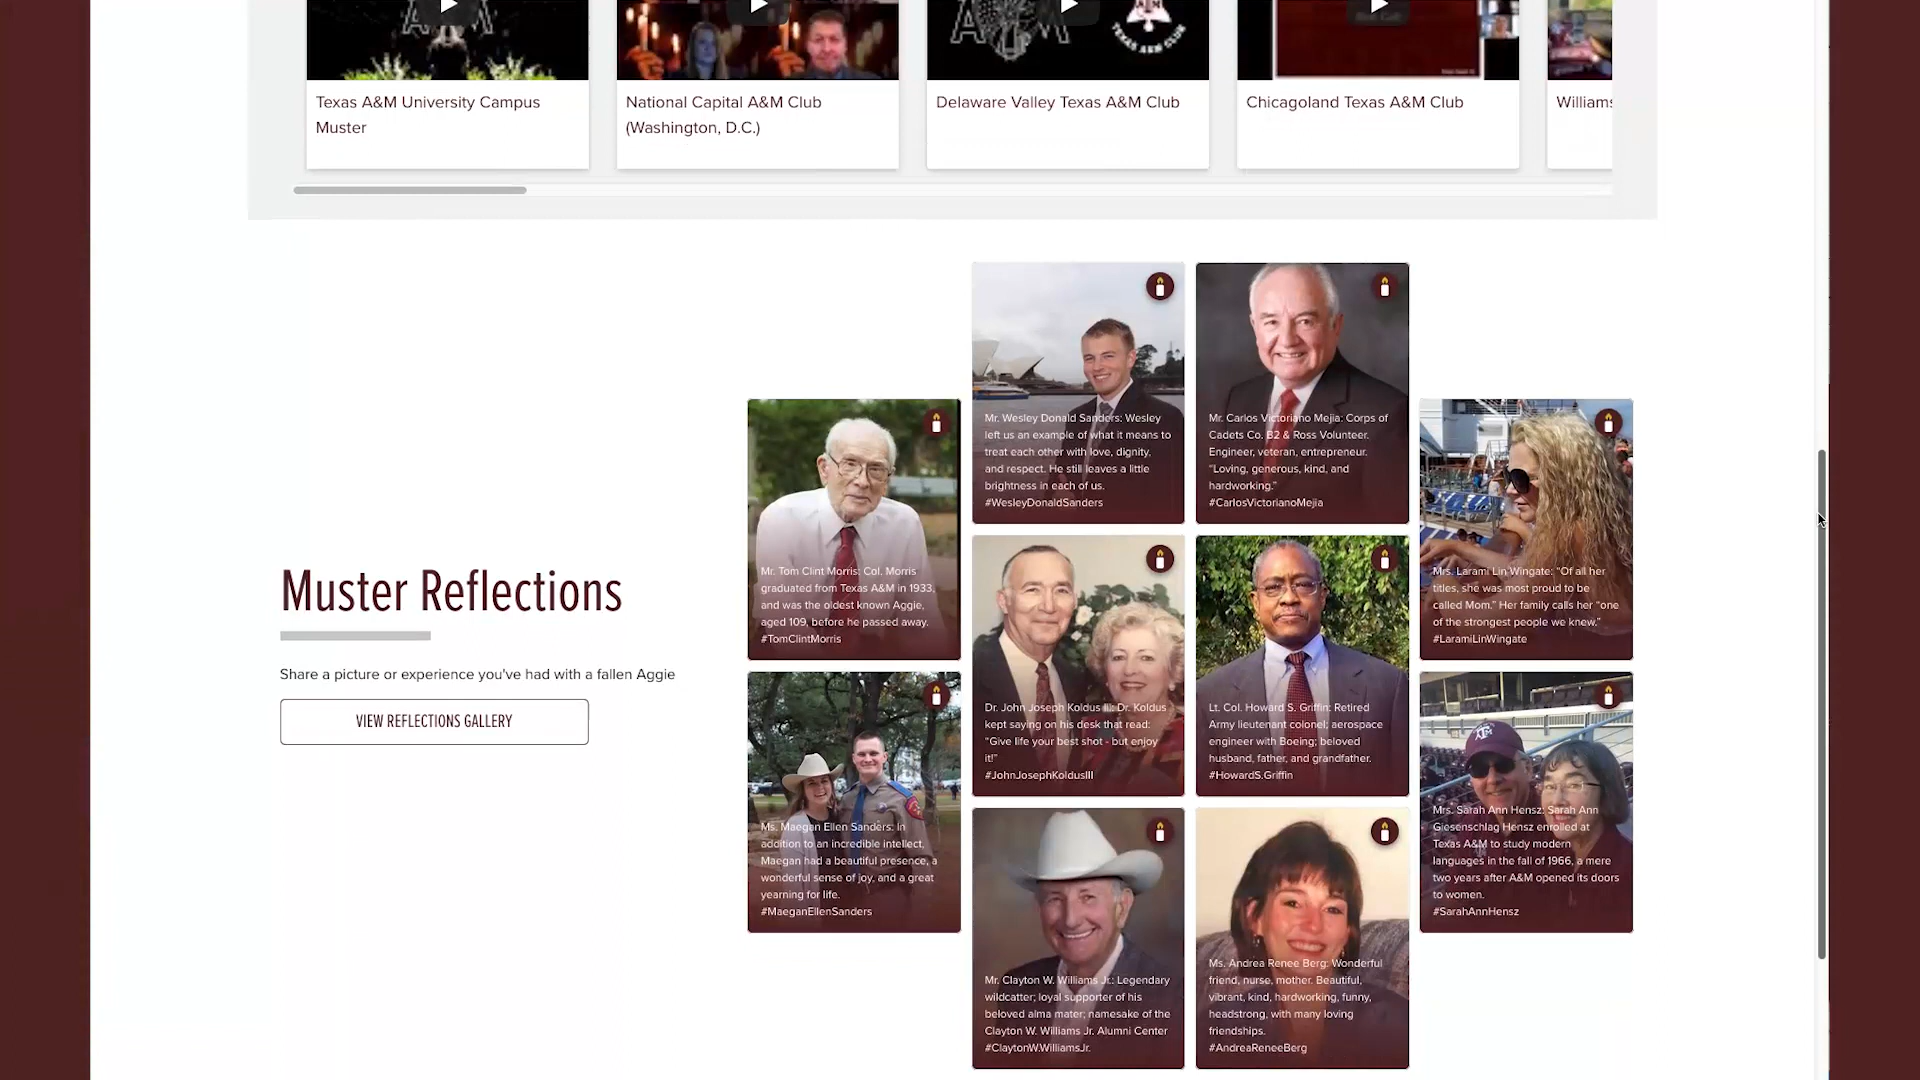 Texas A&M University Campus
Muster
National Capital A&M Club
(Washington, D.C.)
Delaware Valley Texas A&M Club
Chicagoland Texas A&M Club
Williams
Muster Reflections
Share a picture or experience you've had with a fallen Aggie
VIEW REFLECTIONS GALLERY
Mr. Tom Clint Morris: Col. Morris
graduated from Texas A&M in 1933,
and was the oldest known Aggie,
aged 109, before he passed away.
#TomClintMorris
Ms. Maegan Ellen Sanders: In
addition to an incredible intellect,
Maegan had a beautiful presence, a
wonderful sense of joy, and a great
yearning for life.
#MaeganEllenSanders
Mr. Wesley Donald Sanders: Wesley
left us an example of what it means to
treat each other with love, dignity,
and respect. He still leaves a little
brightness in each of us.
#WesleyDonaldSanders
Dr. John Joseph Koldus III: Dr. Koldus
kept saying on his desk that read:
“Give life your best shot - but enjoy
it!”
#JohnJosephKoldusIII
Mr. Clayton W. Williams Jr.: Legendary
wildcatter; loyal supporter of his
beloved alma mater; namesake of the
Clayton W. Williams Jr. Alumni Center
#ClaytonW.WilliamsJr.
Mr. Carlos Victoriano Mejia: Corps of
Cadets Co. B2 & Ross Volunteer.
Engineer, veteran, entrepreneur.
“Loving, generous, kind, and
hardworking.”
#CarlosVictorianoMejia
Lt. Col. Howard S. Griffin: Retired
Army lieutenant colonel; aerospace
engineer with Boeing; beloved
husband, father, and grandfather.
#HowardS.Griffin
Ms. Andrea Renee Berg: Wonderful
friend, nurse, mother. Beautiful,
vibrant, kind, hardworking, funny,
headstrong, with many loving
friendships.
#AndreaReneeBerg
Mrs. Larami Lin Wingate: “Of all her
titles, she was most proud to be
called Mom.” Her family calls her “one
of the strongest people we knew.”
#LaramiLinWingate
Mrs. Sarah Ann Hensz: Sarah Ann
Giesenschlag Hensz enrolled at
Texas A&M to study modern
languages in the fall of 1966, a mere
two years after A&M opened its doors
to women.
#SarahAnnHensz